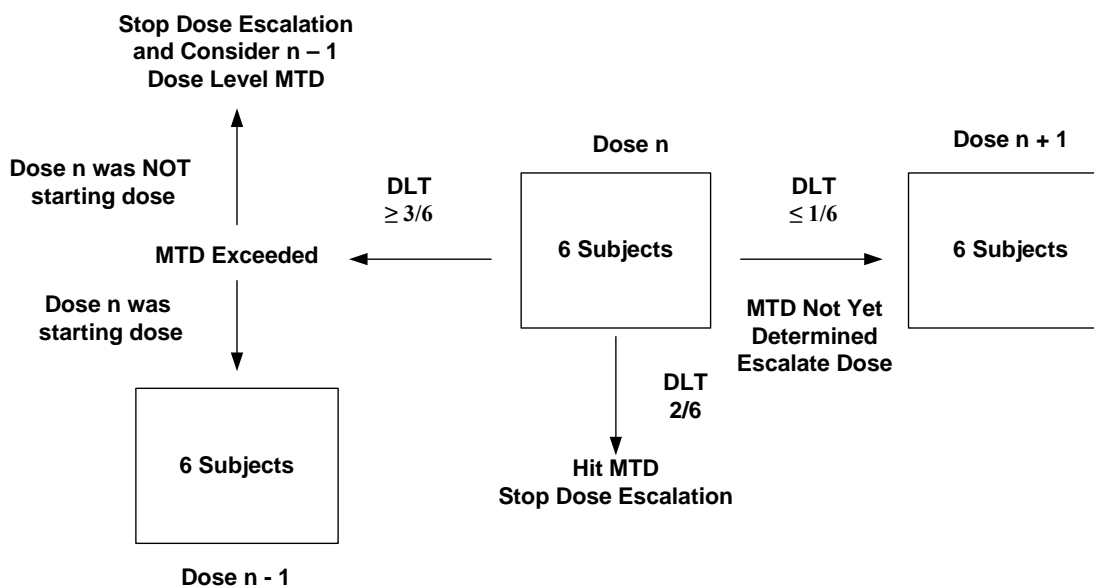 Stop Dose Escalation
and Consider n – 1
Dose Level MTD
Dose n was NOT
starting dose
MTD Exceeded
Dose n was
starting dose
6 Subjects
Dose n - 1
DLT
≥ 3/6
Dose n
6 Subjects
DLT
2/6
Hit MTD
Stop Dose Escalation
DLT
≤ 1/6
MTD Not Yet
Determined
Escalate Dose
Dose n + 1
6 Subjects